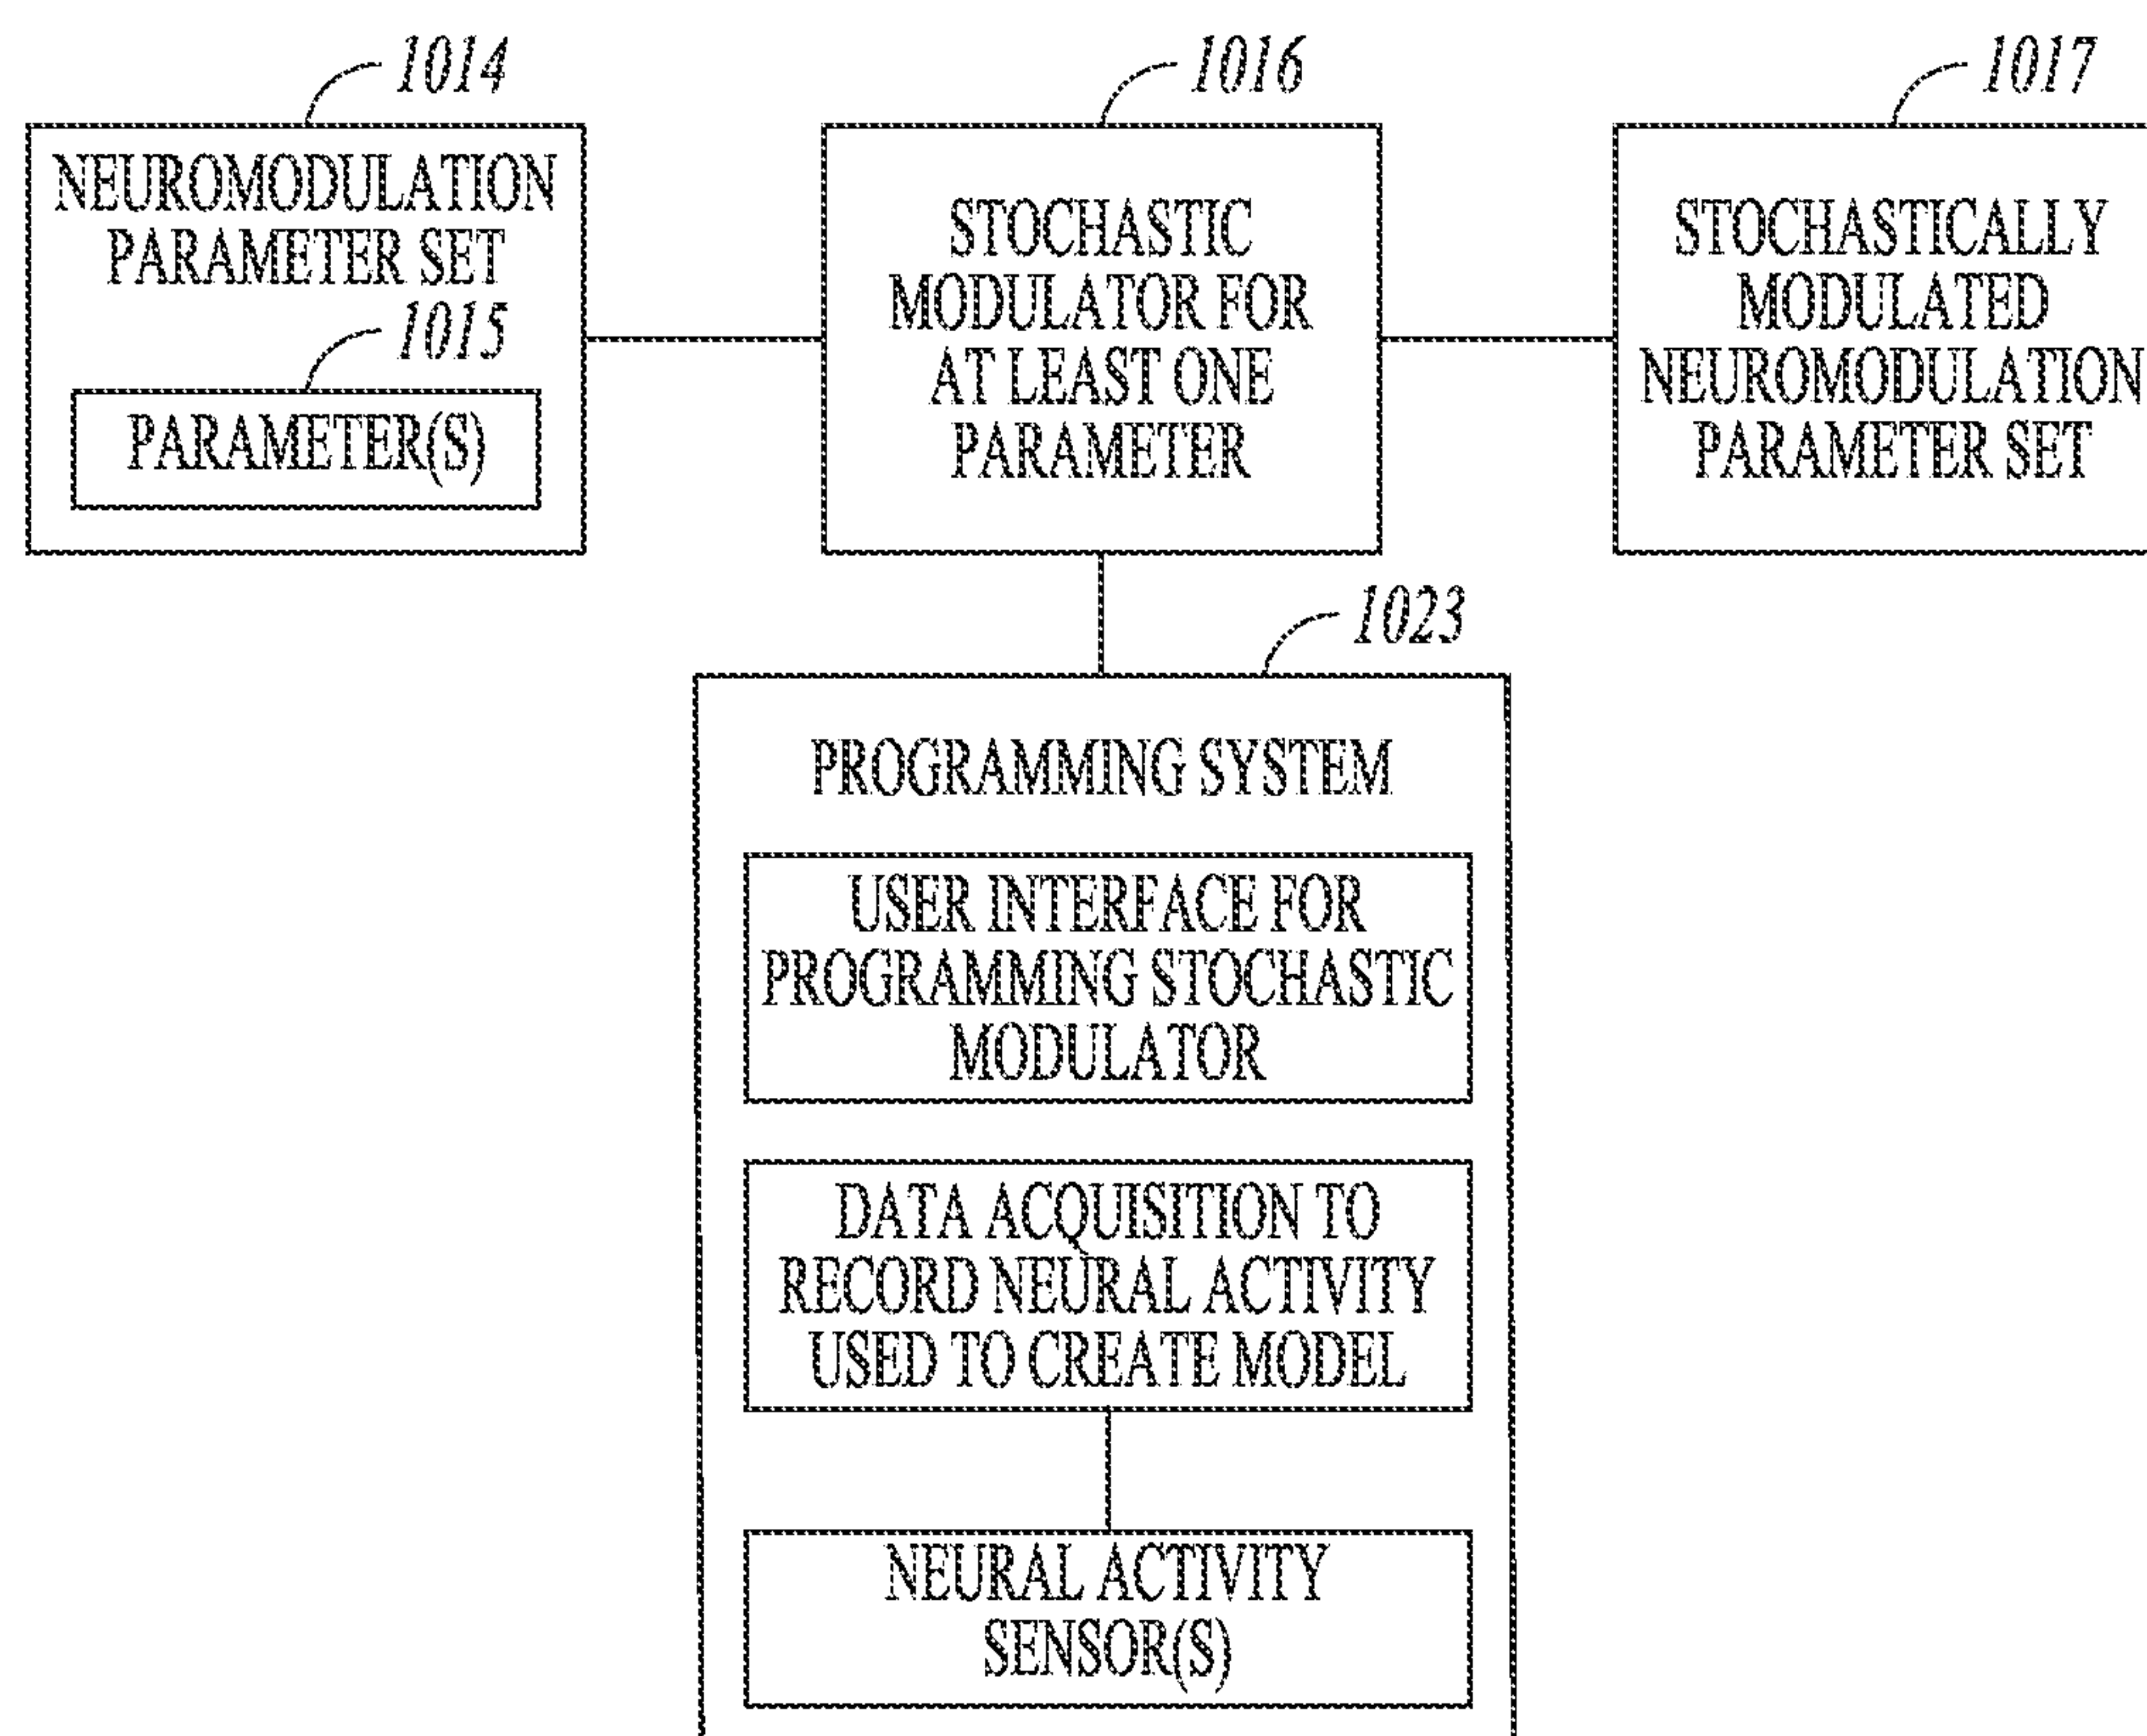 1014
NEUROMODULATION
PARAMETER SET
1015
PARAMETER(S)
1016
STOCHASTIC
MODULATOR FOR
AT LEAST ONE
PARAMETER
1017
STOCHASTICALLY
MODULATED
NEUROMODULATION
PARAMETER SET
1023
PROGRAMMING SYSTEM
USER INTERFACE FOR
PROGRAMMING STOCHASTIC
MODULATOR
DATA ACQUISITION TO
RECORD NEURAL ACTIVITY
USED TO CREATE MODEL
NEURAL ACTIVITY
SENSOR(S)